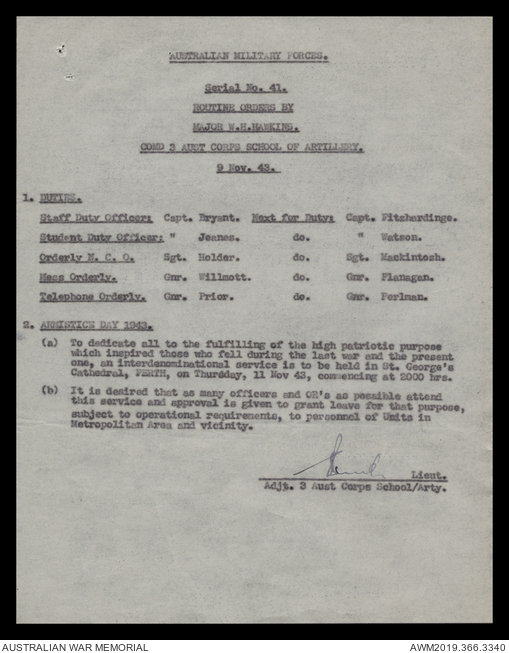 AUSTRALIAN MILITARY FORCES.
Serial No. 41.
ROUTINE ORDERS BY
MAJOR W.H.HAWKINS.
COMD 3 AUST CORPS SCHOOL OF ARTILLERY.
9 Nov. 43.
1. DUTIES.
Staff Duty Officer: Capt. Bryant. Next for Duty: Capt. Fitzhardinge.
Student Duty Officer: " Jeanes. do. " Watson.
Orderly N. C. O. Sgt. Holder. do. Sgt. Mackintosh.
Mess Orderly. Gnr. Willmott. do. Gnr. Flanagan.
Telephone Orderly. Gnr. Prior. do. Gnr. Perlman.
2. ARMISTICE DAY 1943.
(a) To dedicate all to the fulfilling of the high patriotic purpose
which inspired those who fell during the last war and the present
one, an interdenominational service is to be held in St. George's
Cathedral, PERTH, on Thursday, 11 Nov 43, commencing at 2000 hrs.
(b) It is desired that as many officers and OR's as possible attend
this service and approval is given to grant leave for that purpose,
subject to operational requirements, to personnel of Units in
Metropolitan Area and vicinity.
Lieut.
Adjt. 3 Aust Corps School/Arty.
AUSTRALIAN WAR MEMORIAL
AWM2019.366.3340